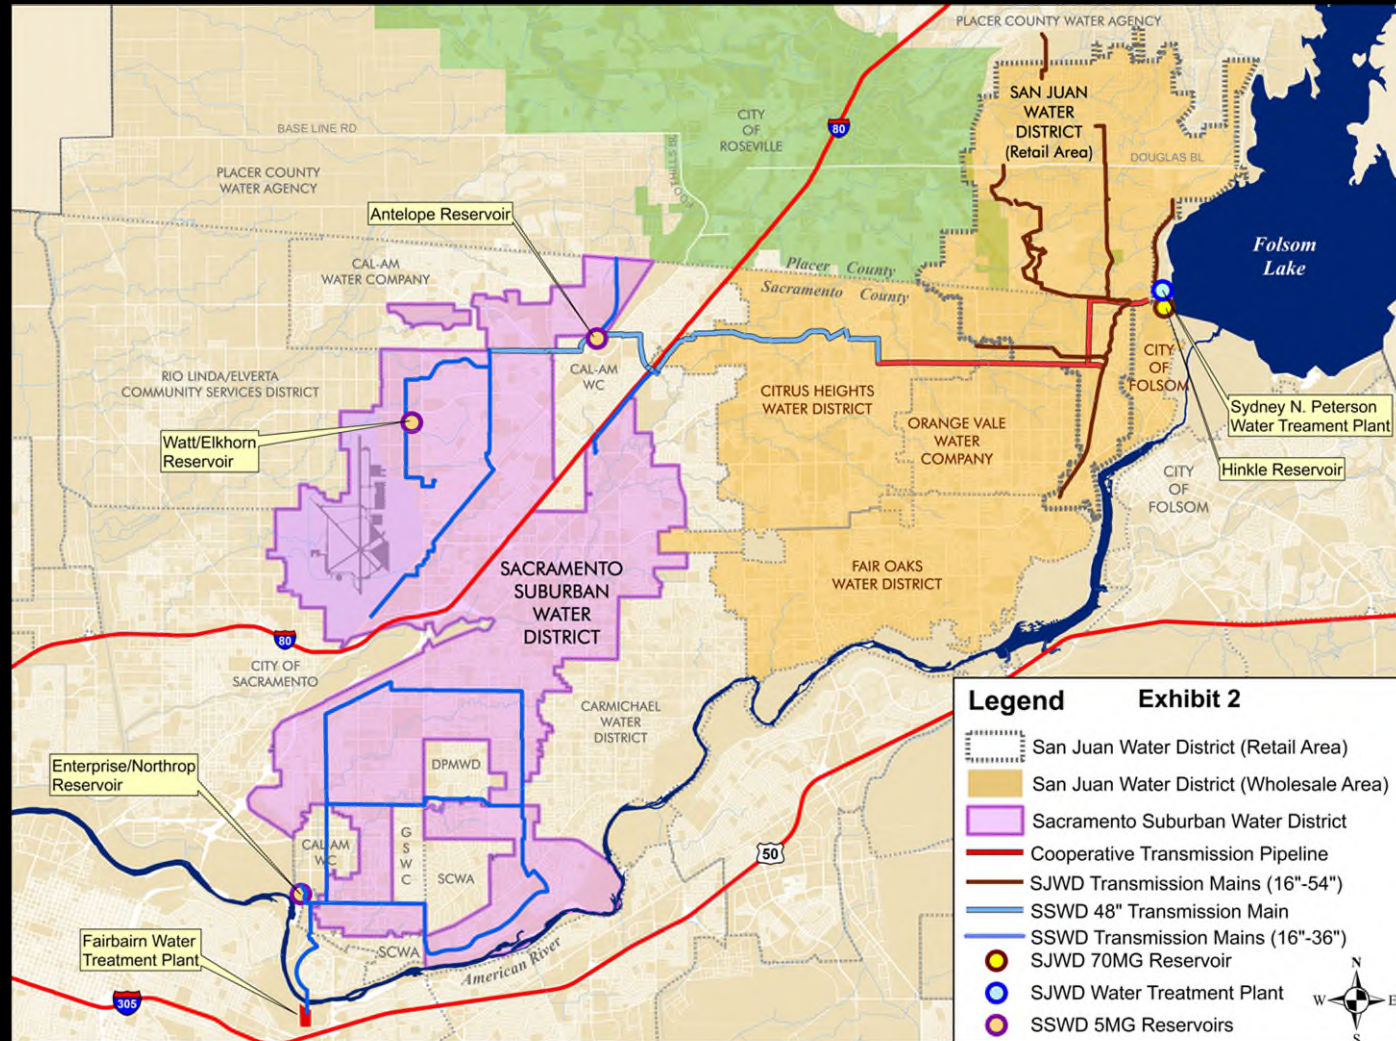 PLACER COUNTY WATER AGENCY
SAN JUAN
WATER
DISTRICT
(Retail Area)
CITY
OF
ROSEVILLE
80
BASE LINE RD
FOOTHILLS BL
DOUGLAS BL
PLACER COUNTY
WATER AGENCY
Antelope Reservoir
Folsom
Lake
CAL-AM
WATER COMPANY
Placer County
Sacramento County
RIO LINDA/ELVERTA
COMMUNITY SERVICES DISTRICT
CAL-AM
WC
CITRUS HEIGHTS
WATER DISTRICT
CITY
OF
FOLSOM
Sydney N. Peterson
Water Treament Plant
ORANGE VALE
WATER
COMPANY
Watt/Elkhorn
Reservoir
Hinkle Reservoir
CITY
OF
FOLSOM
SACRAMENTO
SUBURBAN
WATER
DISTRICT
FAIR OAKS
WATER DISTRICT
80
CITY OF
SACRAMENTO
CARMICHAEL
WATER
DISTRICT
DPMWD
Enterprise/Northrop
Reservoir
CAL-AM
WC
G
S
W
C
SCWA
50
Fairbairn Water
Treatment Plant
SCWA
American River
305
Legend Exhibit 2
San Juan Water District (Retail Area)
San Juan Water District (Wholesale Area)
Sacramento Suburban Water District
Cooperative Transmission Pipeline
SJWD Transmission Mains (16"-54")
SSWD 48" Transmission Main
SSWD Transmission Mains (16"-36")
SJWD 70MG Reservoir
SJWD Water Treatment Plant
SSWD 5MG Reservoirs
N
W E
S